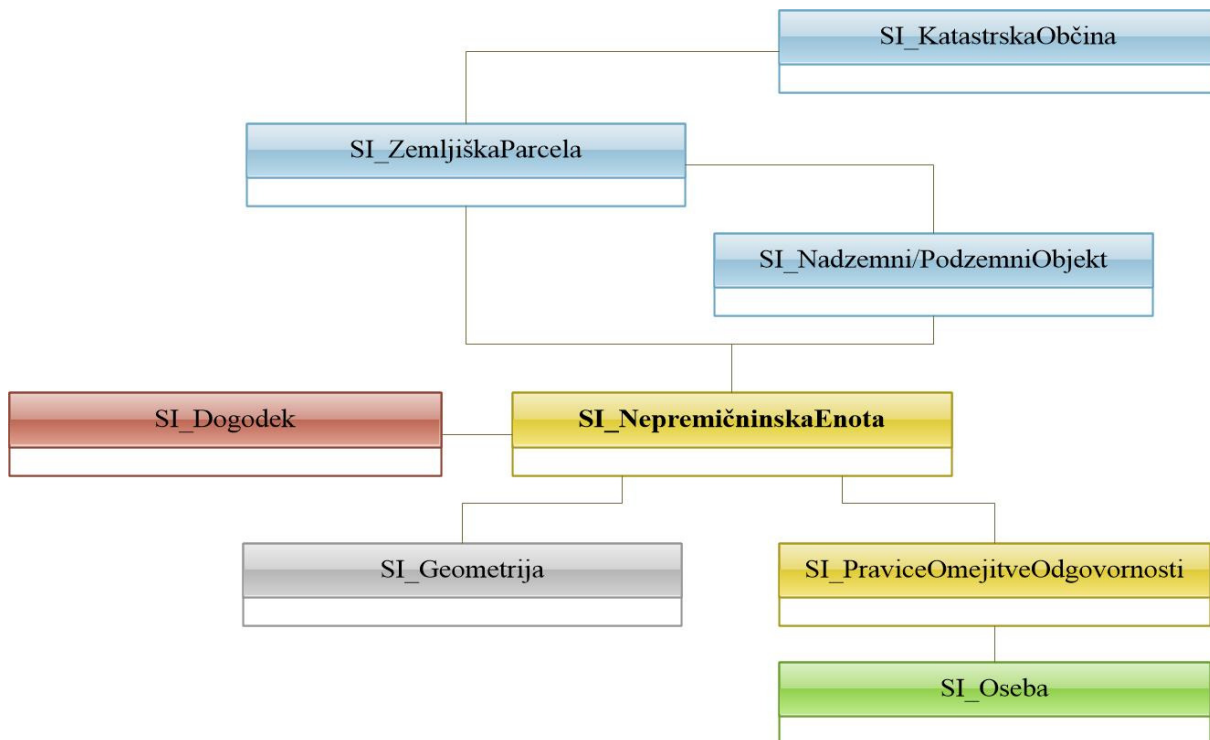 SI_KatastrskaObčina
SI_ZemljiškaParcela
SI_Nadzemni/PodzemniObjekt
SI_Dogodek
SI_NepremičninskaEnota
SI_Geometrija
SI_PraviceOmejitveOdgovornosti
SI_Oseba